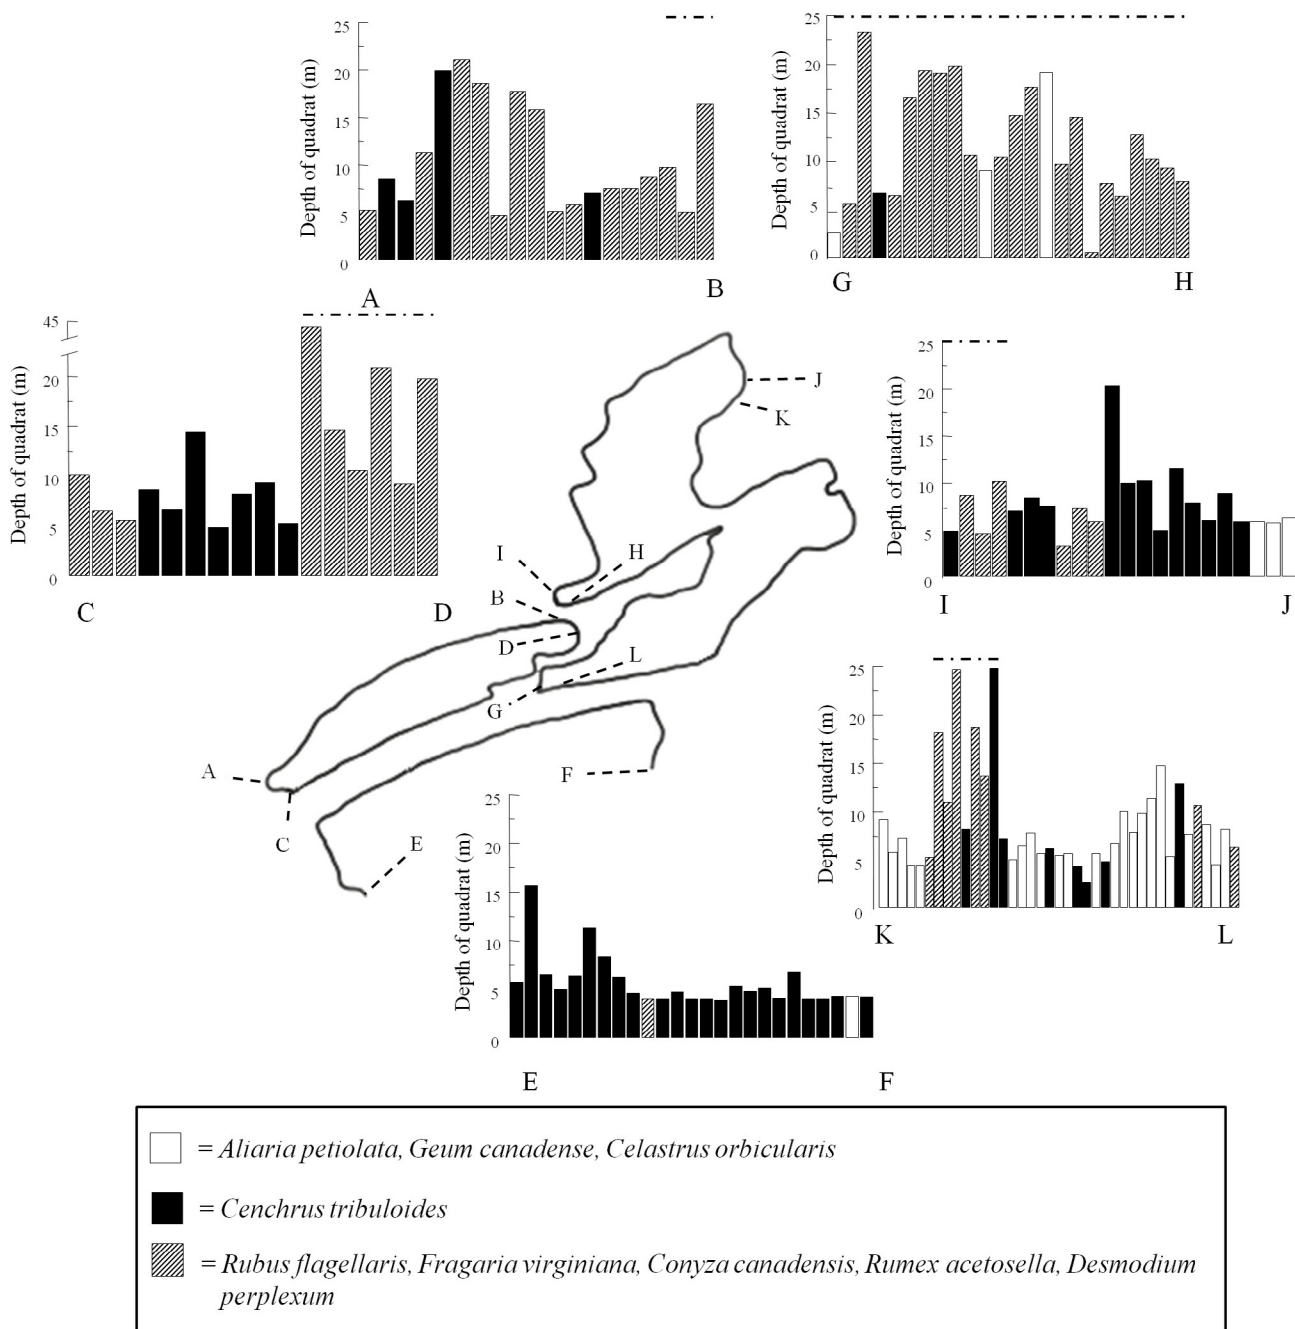 Depth of quadrat (m)
25
20
15
10
5
0
A
B
Depth of quadrat (m)
25
20
15
10
5
0
G
H
Depth of quadrat (m)
45
20
15
10
5
0
C
D
Depth of quadrat (m)
25
20
15
10
5
0
I
J
J
K
I
H
B
D
L
G
A
F
C
E
Depth of quadrat (m)
25
20
15
10
5
0
K
L
Depth of quadrat (m)
25
20
15
10
5
0
E
F
= Aliaria petiolata, Geum canadense, Celastrus orbicularis
= Cenchrus tribuloides
= Rubus flagellaris, Fragaria virginiana, Conyza canadensis, Rumex acetosella, Desmodium
perplexum